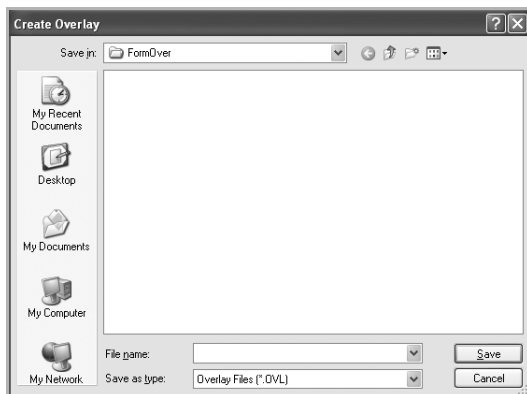 Create Overlay
Save in:
FormOver
My Recent
Documents
Desktop
My Documents
My Computer
My Network
File name:
Save
Save as type:
Overlay Files (*.OVL)
Cancel